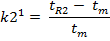 k2¹ = (t_R2 − t_m) / t_m